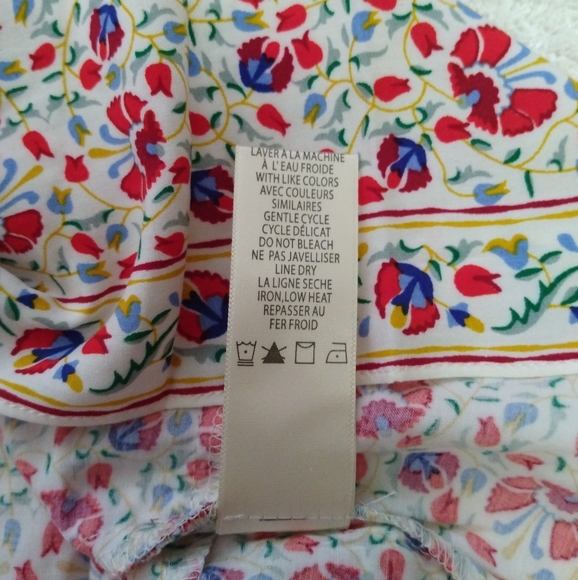 LAVER A LA MACHINE
À L' EAU FROIDE
WITH LIKE COLORS
AVEC COULEURS
SIMILAIRES
GENTLE CYCLE
CYCLE DÉLICAT
DO NOT BLEACH
NE PAS JAVELLISER
LINE DRY
LA LIGNE SECHE
IRON,LOW HEAT
REPASSER AU
FER FROID